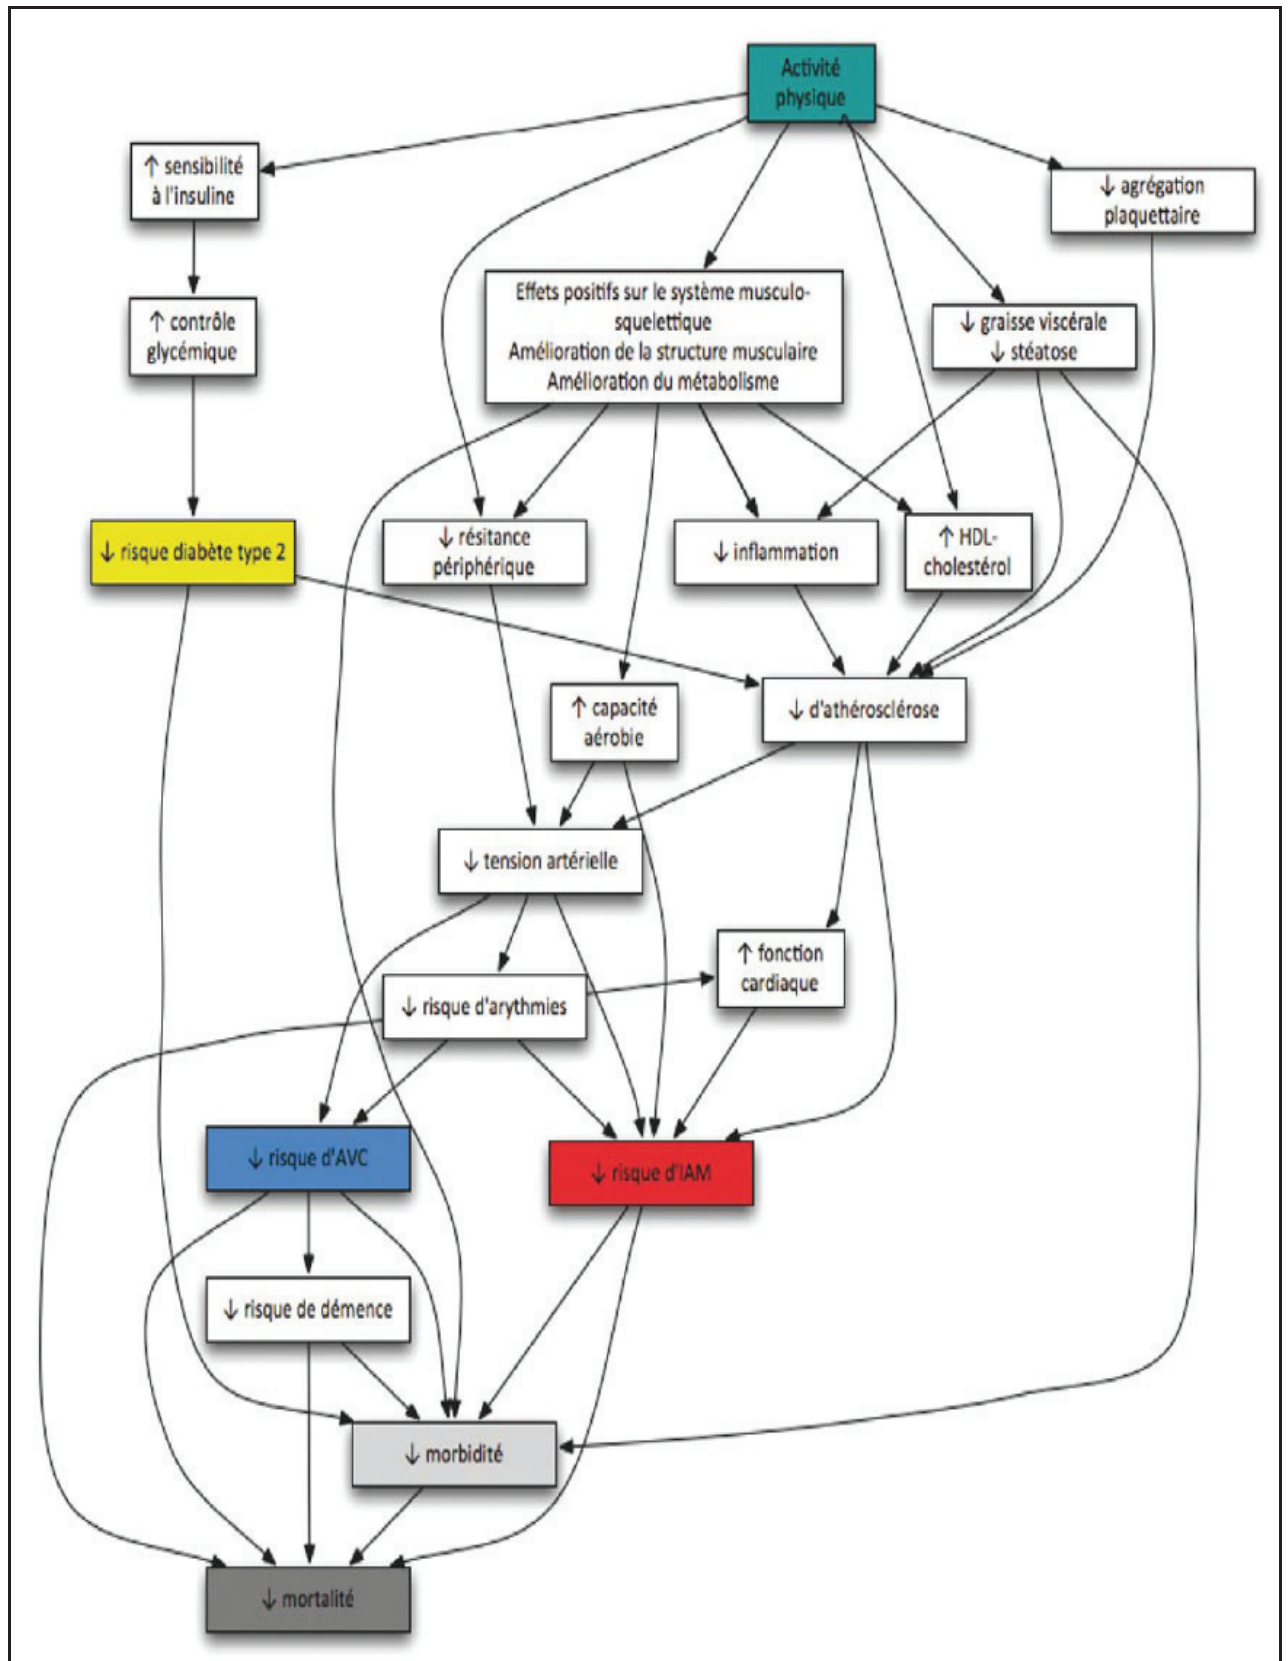 Activité
physique
↑ sensibilité
à l'insuline
↓ agrégation
plaquettaire
Effets positifs sur le système musculo-
squelettique
Amélioration de la structure musculaire
Amélioration du métabolisme
↑ contrôle
glycémique
↓ graisse viscérale
↓ stéatose
↓ risque diabète type 2
↓ résitance
périphérique
↓ inflammation
↑ HDL-
cholestérol
↑ capacité
aérobie
↓ d'athérosclérose
↓ tension artérielle
↑ fonction
cardiaque
↓ risque d'arythmies
↓ risque d'AVC
↓ risque d'IAM
↓ risque de démence
↓ morbidité
↓ mortalité